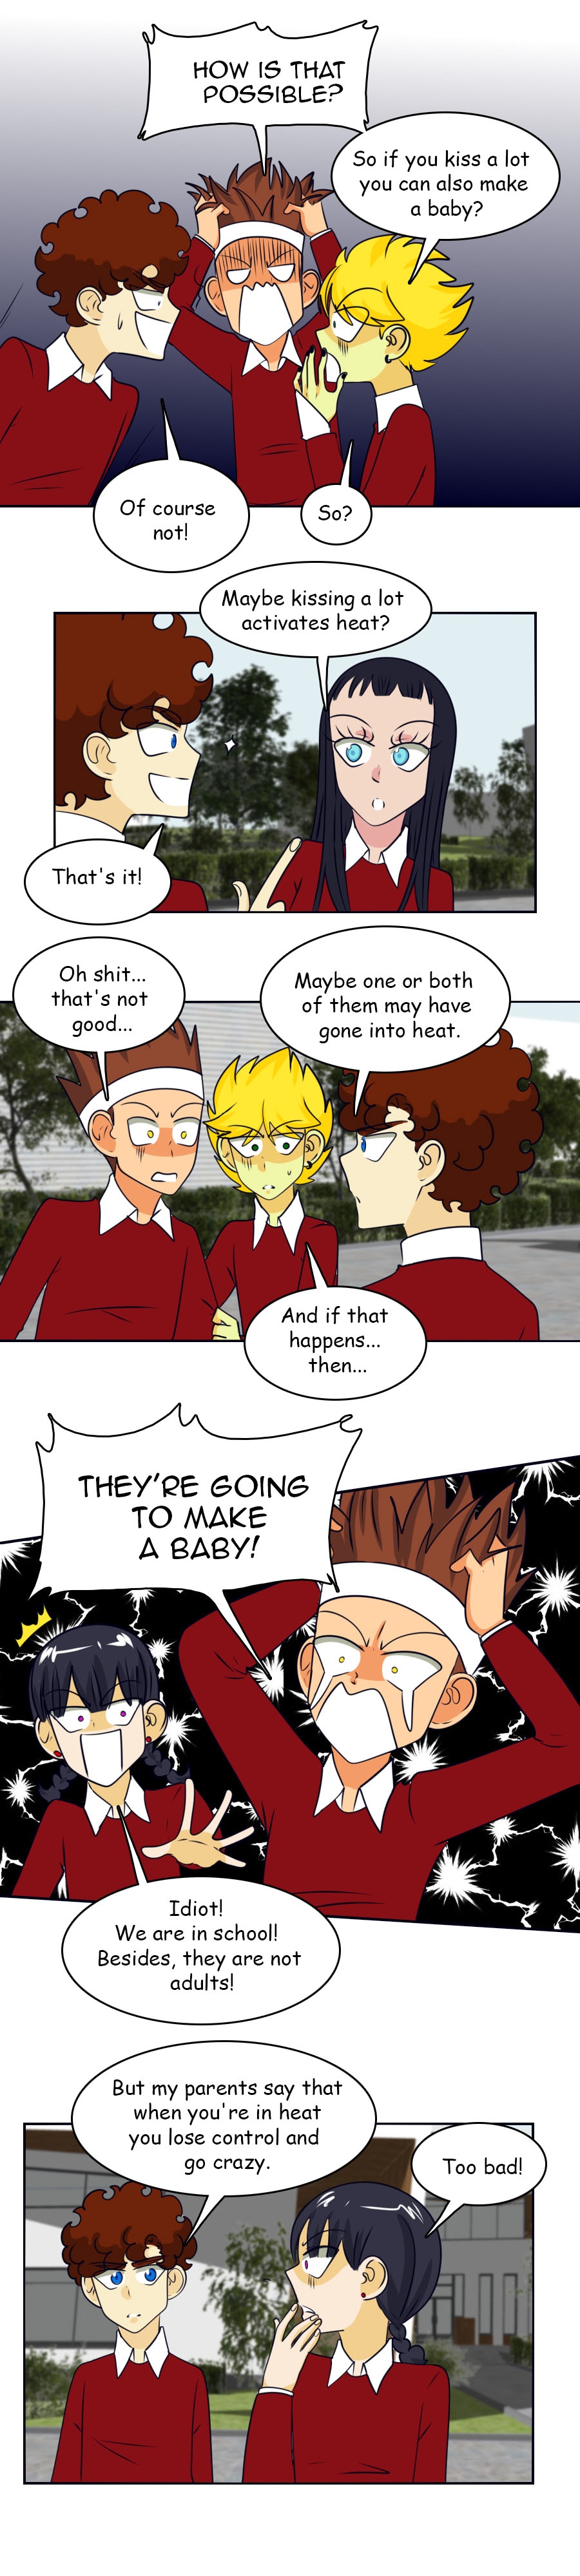 HOW IS THAT
POSSIBLE?
So if you kiss a lot
you can also make
a baby?
Of course
not!
So?
Maybe kissing a lot
activates heat?
That's it!
Oh shit...
that's not
good...
Maybe one or both
of them may have
gone into heat.
And if that
happens...
then...
THEY'RE GOING
TO MAKE
A BABY!
Idiot!
We are in school!
Besides, they are not
adults!
But my parents say that
when you're in heat
you lose control and
go crazy.
Too bad!